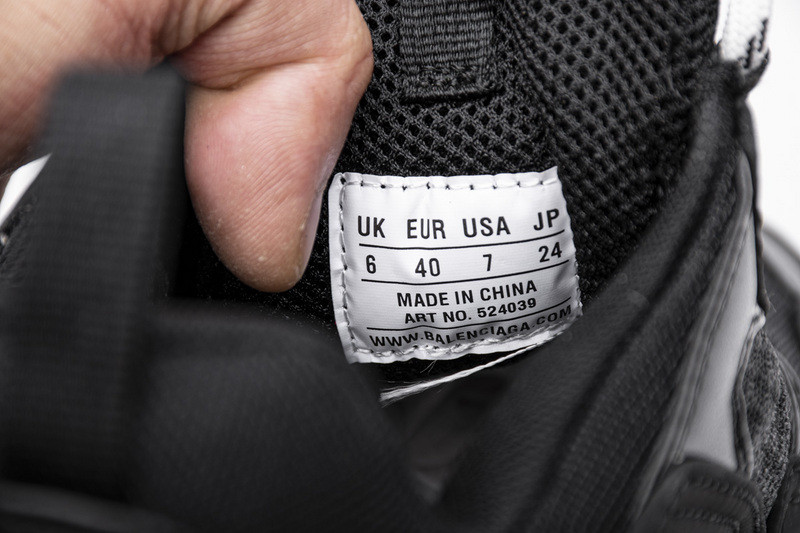 UK EUR USA JP
6 40 7 24
MADE IN CHINA
ART NO. 524039
WWW.BALENCIAGA.COM